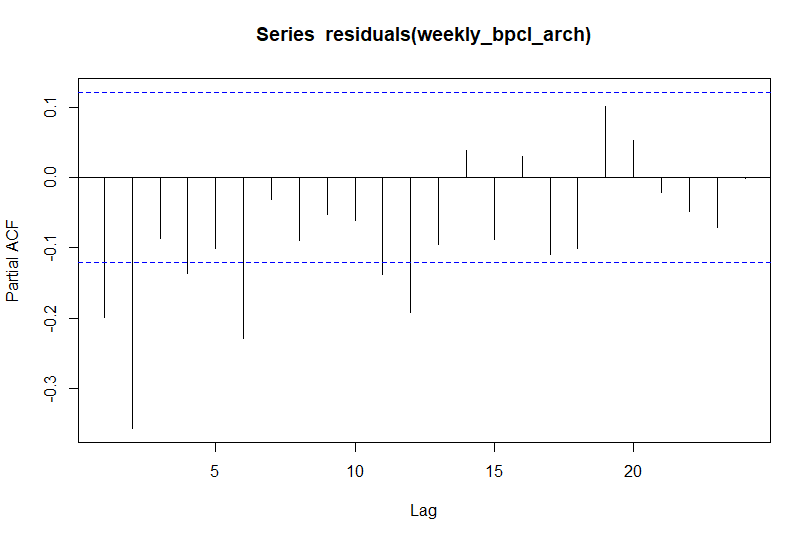 Series residuals(weekly_bpcl_arch)
Partial ACF
0.1
0.0
-0.1
-0.2
-0.3
5 10 15 20
Lag